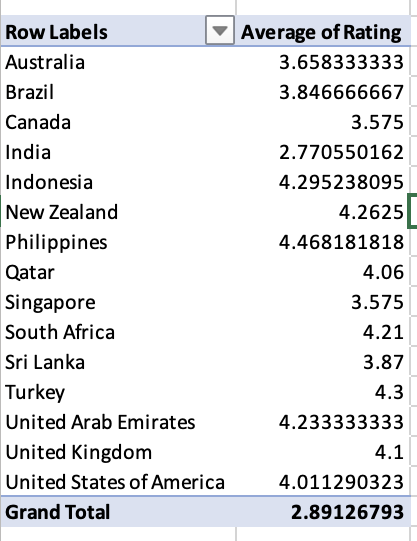 Row Labels Average of Rating
Australia 3.658333333
Brazil 3.846666667
Canada 3.575
India 2.770550162
Indonesia 4.295238095
New Zealand 4.2625
Philippines 4.468181818
Qatar 4.06
Singapore 3.575
South Africa 4.21
Sri Lanka 3.87
Turkey 4.3
United Arab Emirates 4.233333333
United Kingdom 4.1
United States of America 4.011290323
Grand Total 2.89126793